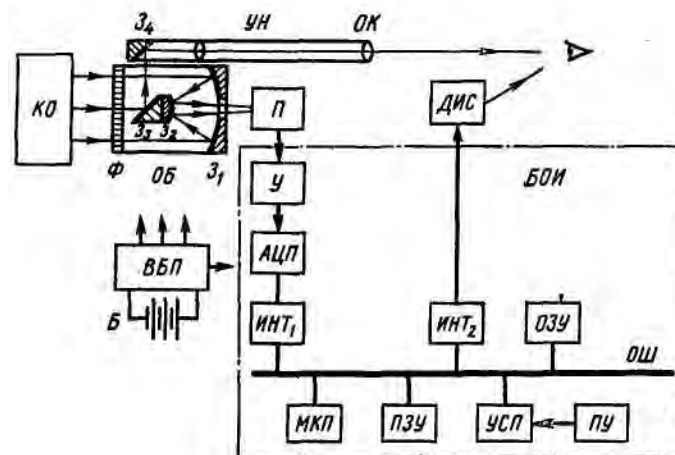 З₄ УН ОК
КО
З₃ З₂
П
ДИС
Ф ОБ З₁
БОИ
У
ВБП
АЦП
Б
ИНТ₁ ИНТ₂ ОЗУ
ОШ
МКП ПЗУ УСП ПУ